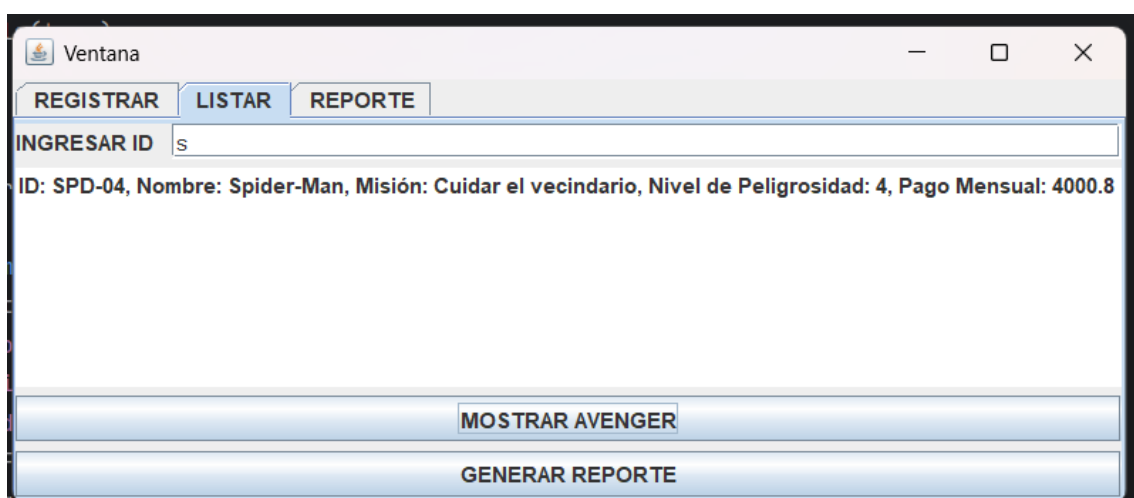 Ventana
REGISTRAR LISTAR REPORTE
INGRESAR ID s
ID: SPD-04, Nombre: Spider-Man, Misión: Cuidar el vecindario, Nivel de Peligrosidad: 4, Pago Mensual: 4000.8
MOSTRAR AVENGER
GENERAR REPORTE